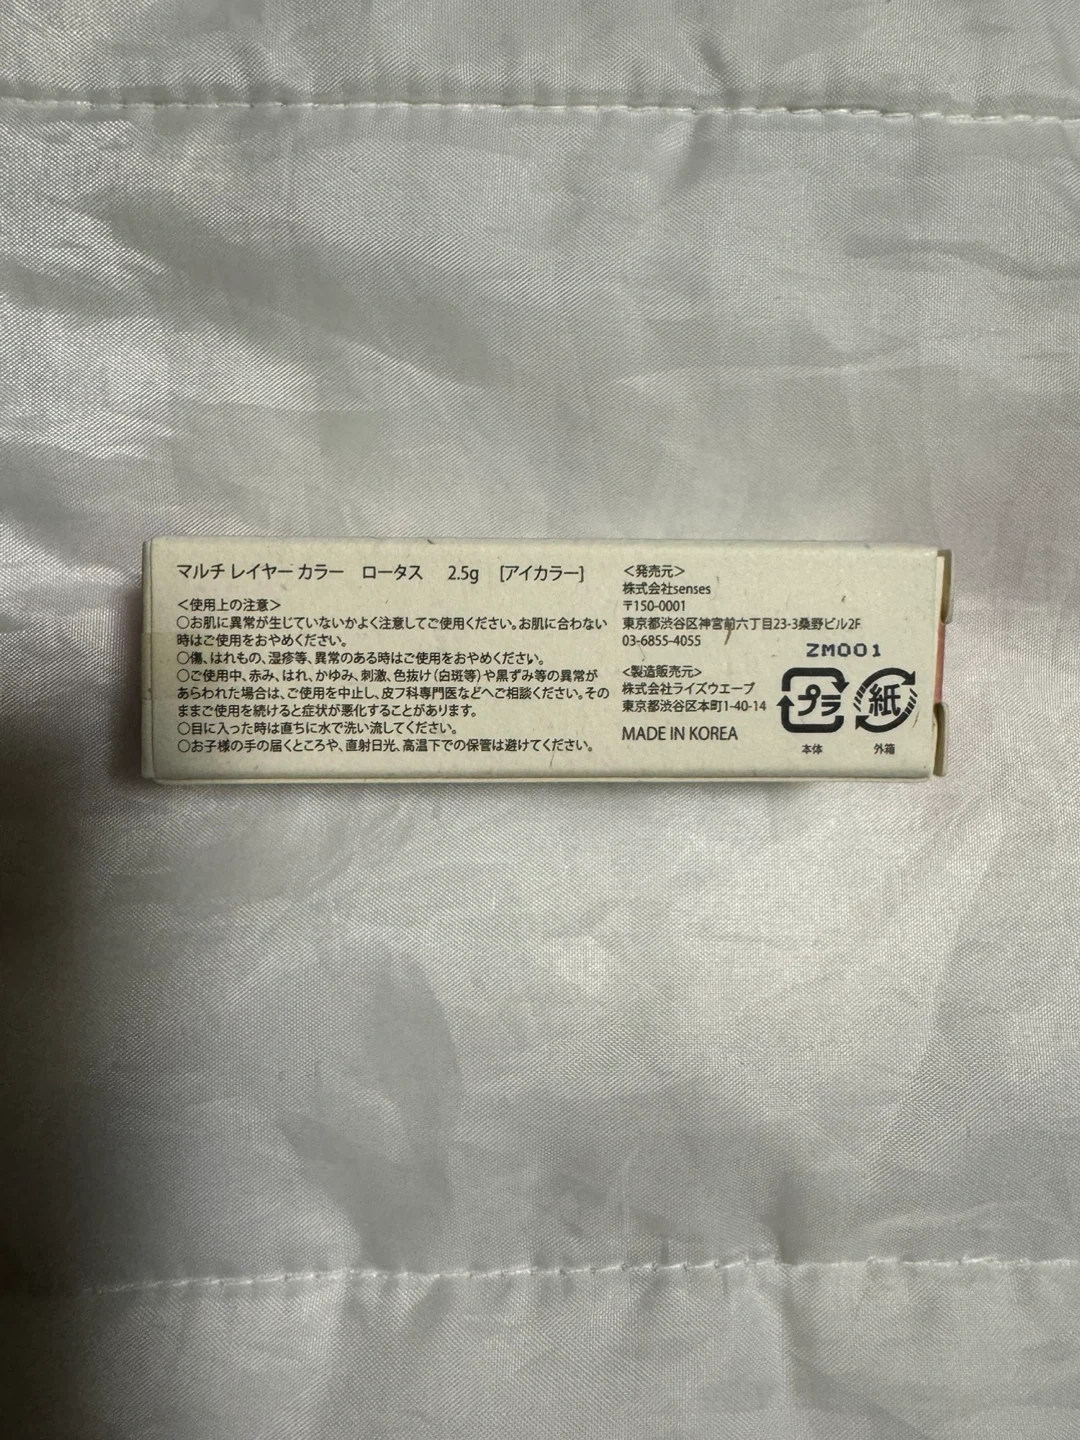 マルチ レイヤー カラー　ロータス　2.5g　[アイカラー]
＜使用上の注意＞
○お肌に異常が生じていないかよく注意してご使用ください。お肌に合わない
時はご使用をおやめください。
○傷、はれもの、湿疹等、異常のある時はご使用をおやめください。
○ご使用中、赤み、はれ、かゆみ、刺激、色抜け(白斑等)や黒ずみ等の異常が
あらわれた場合は、ご使用を中止し、皮フ科専門医などへご相談ください。その
ままご使用を続けると症状が悪化することがあります。
○目に入った時は直ちに水で洗い流してください。
○お子様の手の届くところや、直射日光、高温下での保管は避けてください。
＜発売元＞
株式会社senses
〒150-0001
東京都渋谷区神宮前六丁目23-3桑野ビル2F
03-6855-4055
＜製造販売元＞
株式会社ライズウエーブ
東京都渋谷区本町1-40-14
MADE IN KOREA
ZM001
プラ
本体
紙
外箱